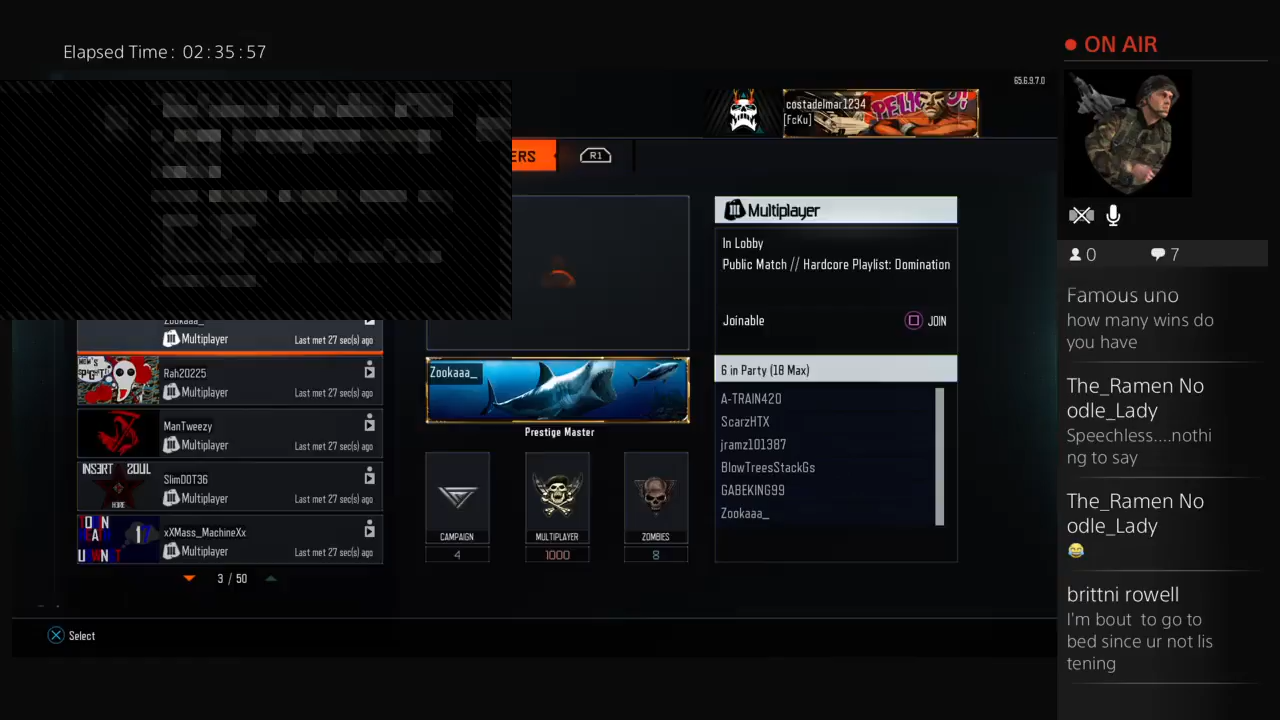 Elapsed Time: 02:35:57
ON AIR
65.6.9.7.0
costadelmar1234
[FcKu]
ERS
R1
Multiplayer
In Lobby
Public Match // Hardcore Playlist: Domination
Joinable
JOIN
6 in Party (18 Max)
A-TRAIN420
ScarzHTX
jramz101387
BlowTreesStackGs
GABEKING99
Zookaaa_
Zookaaa_
Multiplayer
Last met 27 sec(s) ago
Rah20225
Multiplayer
Last met 27 sec(s) ago
ManTweezy
Multiplayer
Last met 27 sec(s) ago
INS3RT SOUL
HERE
SlimDOT36
Multiplayer
Last met 27 sec(s) ago
xXMass_MachineXx
Multiplayer
Last met 27 sec(s) ago
3 / 50
Zookaaa_
Prestige Master
CAMPAIGN
4
MULTIPLAYER
1000
ZOMBIES
8
Select
0
7
Famous uno
how many wins do
you have
The_Ramen No
odle_Lady
Speechless....nothi
ng to say
The_Ramen No
odle_Lady
😂
brittni rowell
I'm bout to go to
bed since ur not lis
tening